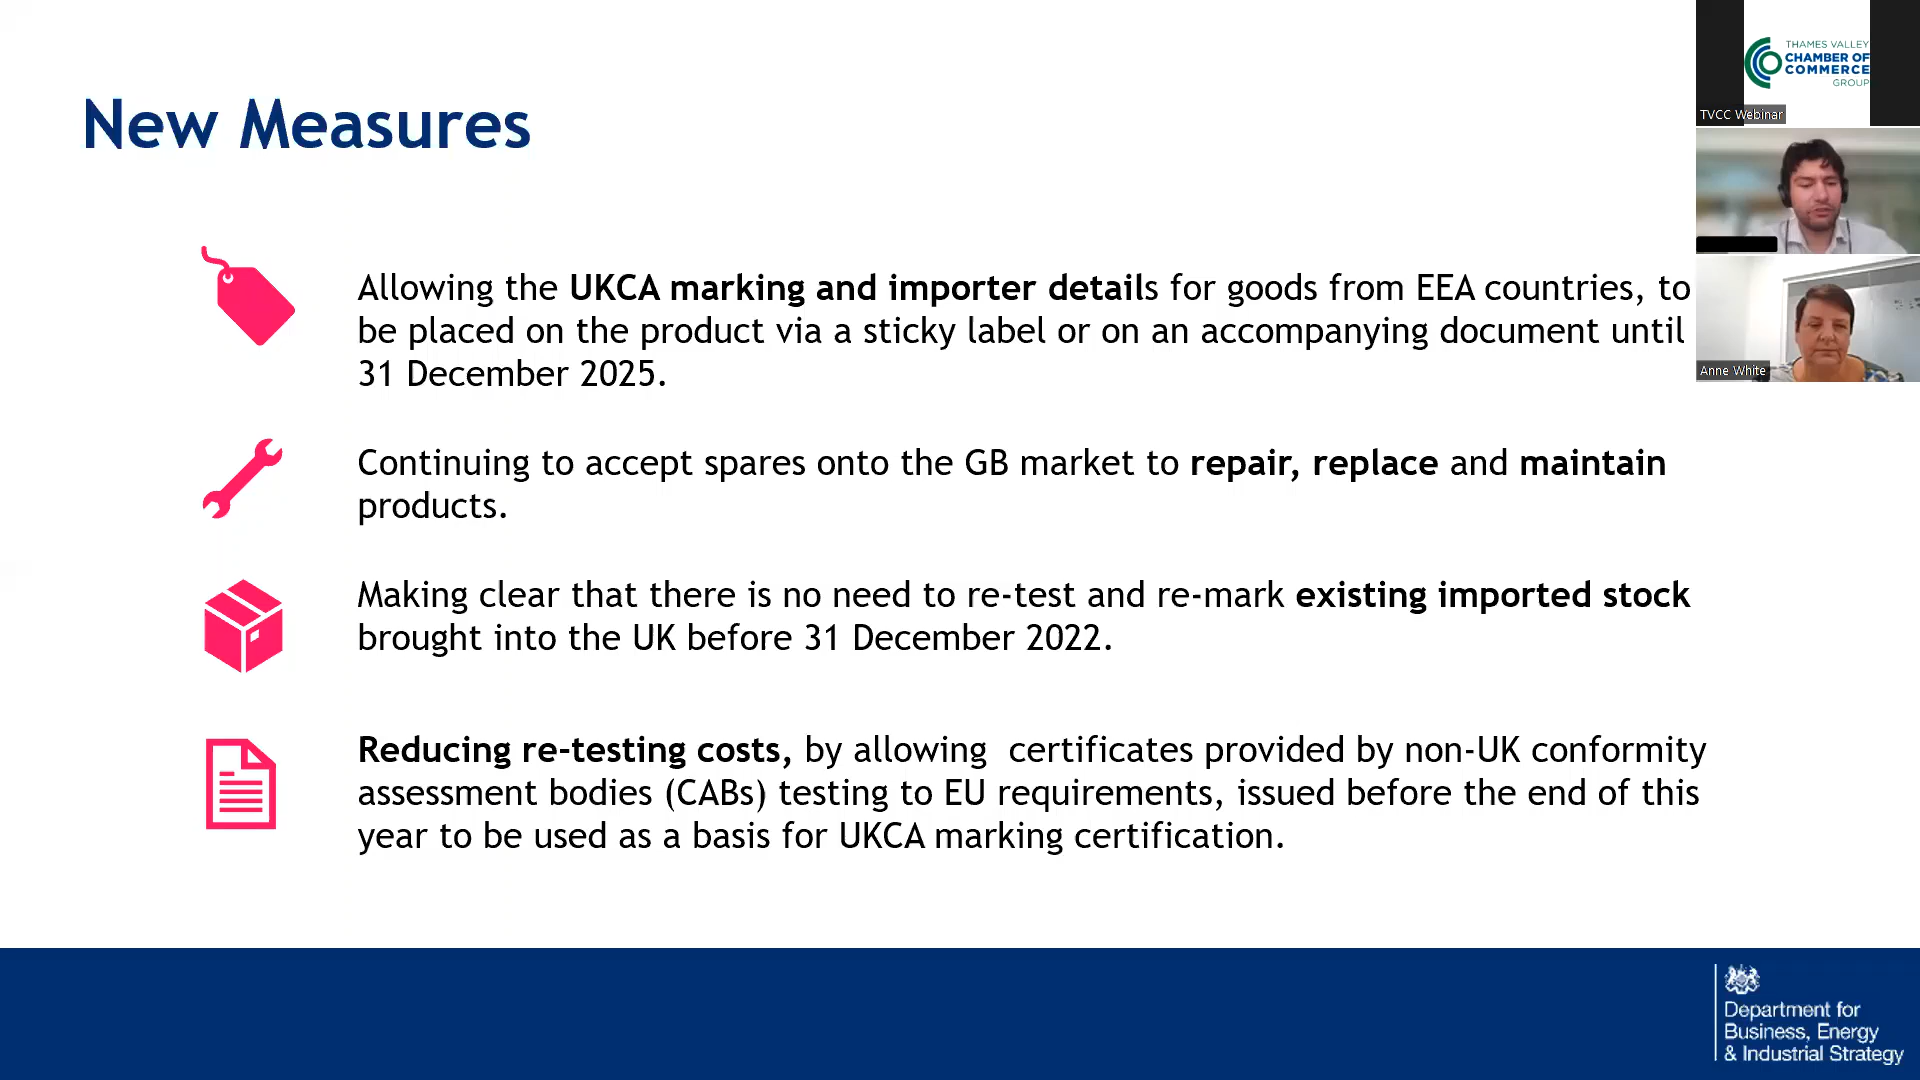 New Measures
Allowing the UKCA marking and importer details for goods from EEA countries, to
be placed on the product via a sticky label or on an accompanying document until
31 December 2025.
Continuing to accept spares onto the GB market to repair, replace and maintain
products.
Making clear that there is no need to re-test and re-mark existing imported stock
brought into the UK before 31 December 2022.
Reducing re-testing costs, by allowing  certificates provided by non-UK conformity
assessment bodies (CABs) testing to EU requirements, issued before the end of this
year to be used as a basis for UKCA marking certification.
THAMES VALLEY
CHAMBER OF
COMMERCE
GROUP
TVCC Webinar
Anne White
Department for
Business, Energy
& Industrial Strategy